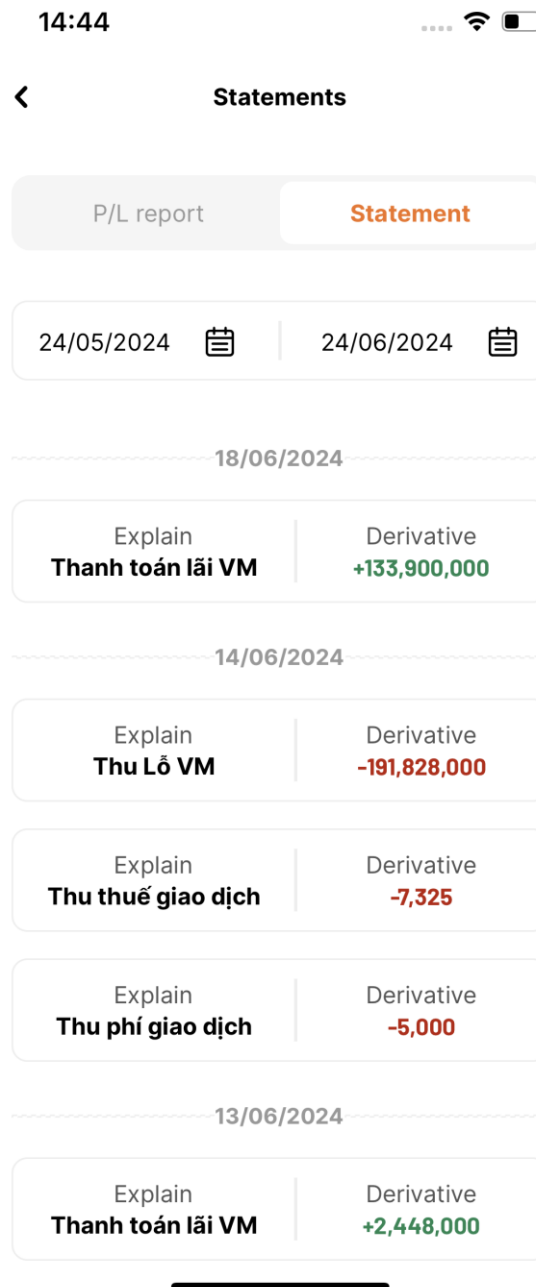 14:44
Statements
P/L report
Statement
24/05/2024
24/06/2024
18/06/2024
Explain
Derivative
Thanh toán lãi VM
+133,900,000
14/06/2024
Explain
Derivative
Thu Lỗ VM
-191,828,000
Explain
Derivative
Thu thuế giao dịch
-7,325
Explain
Derivative
Thu phí giao dịch
-5,000
13/06/2024
Explain
Derivative
Thanh toán lãi VM
+2,448,000